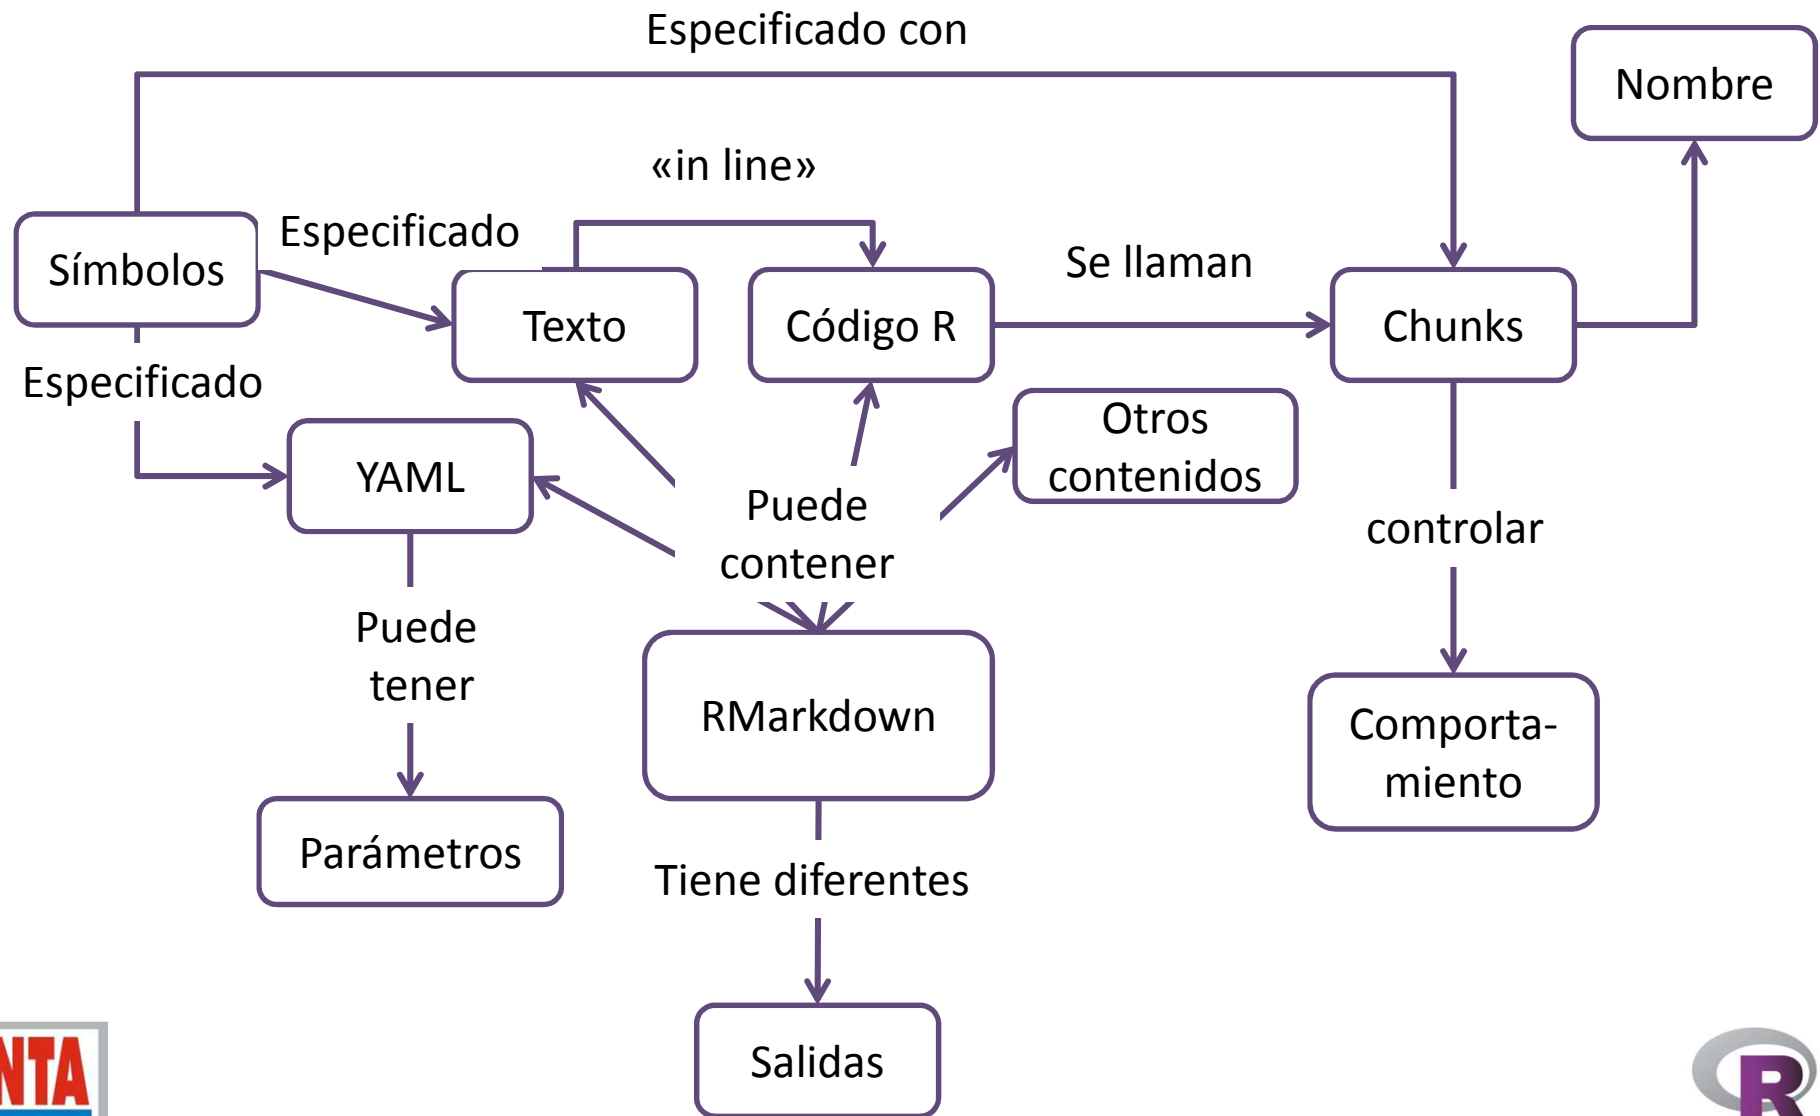 Especificado con
Nombre
«in line»
Especificado
Símbolos
Se llaman
Texto
Código R
Chunks
Especificado
Otros
contenidos
YAML
Puede
contener
controlar
Puede
tener
RMarkdown
Comporta-
miento
Parámetros
Tiene diferentes
Salidas
NTA
R